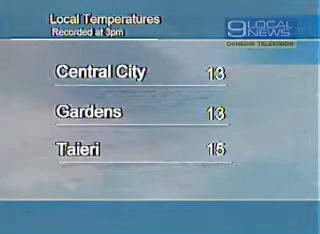 Local Temperatures
Recorded at 3pm
9 LOCAL NEWS
DUNEDIN TELEVISION
Central City 13
Gardens 13
Taieri 15